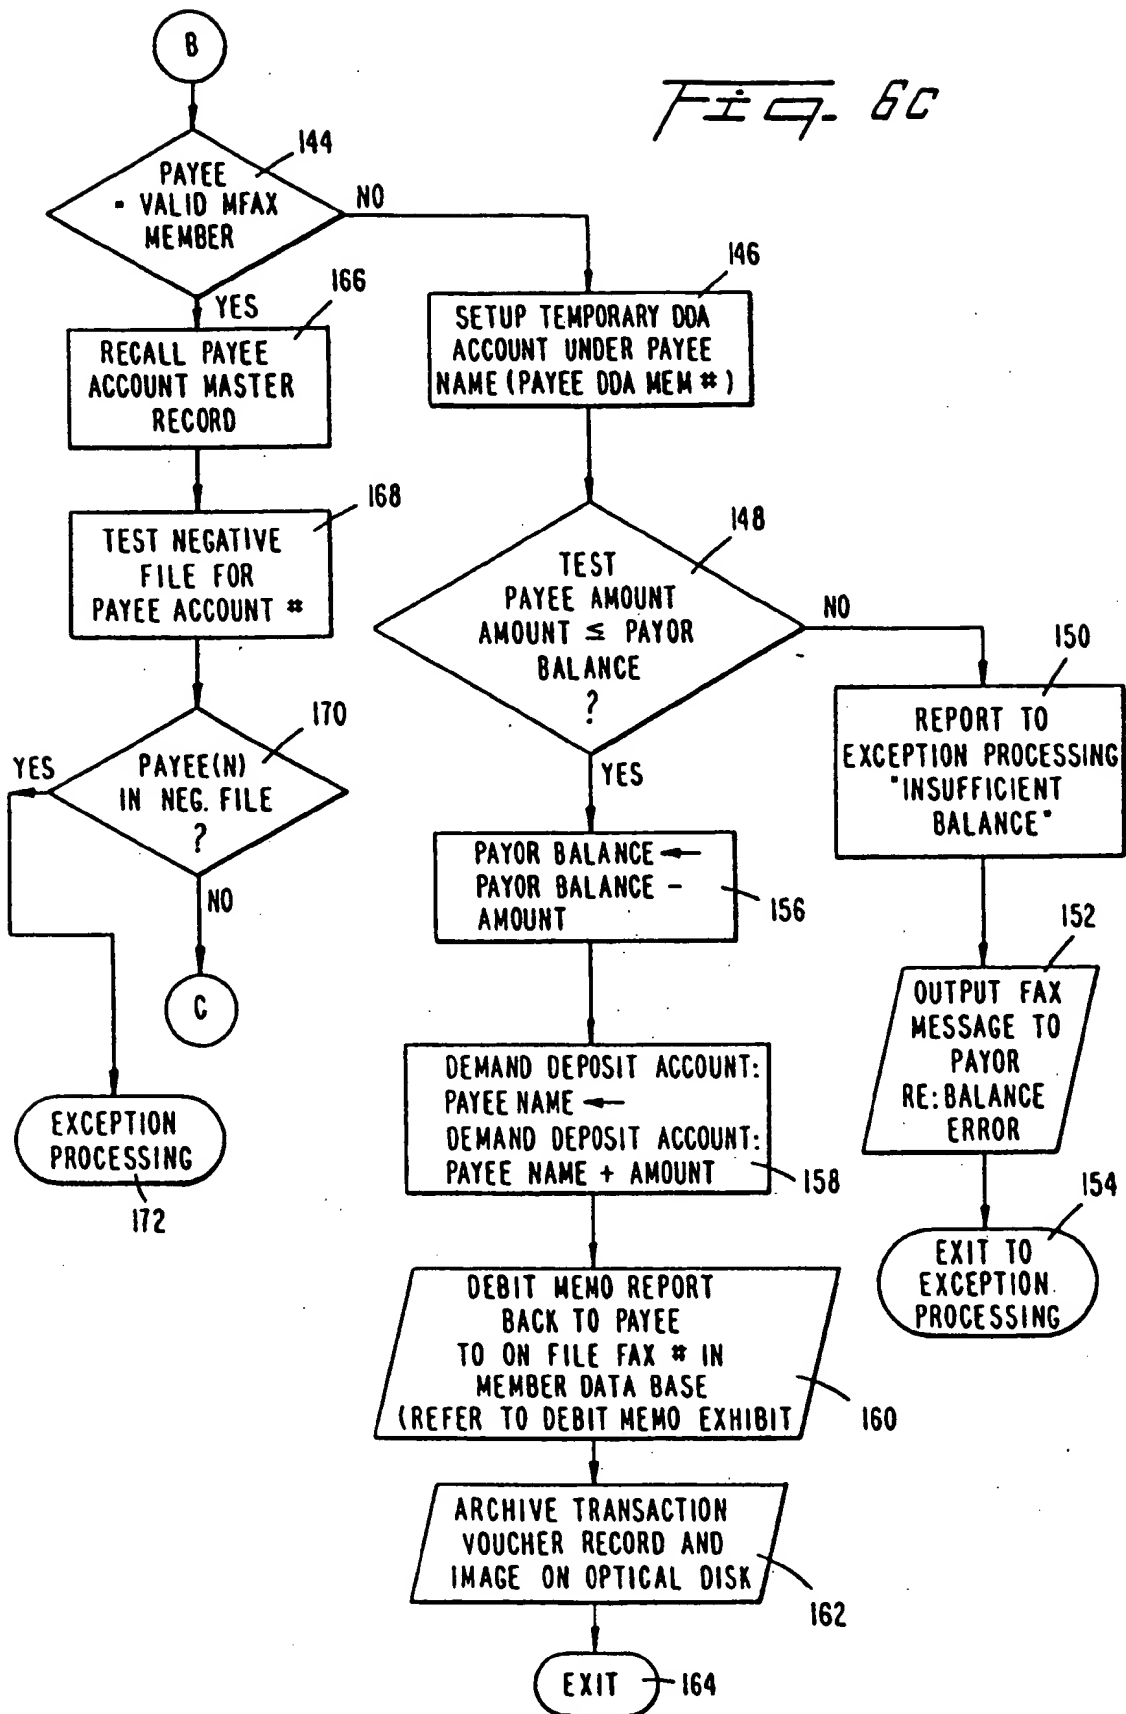 B
Fig. 6C
144
PAYEE
= VALID MFAX
MEMBER
NO
YES
166
RECALL PAYEE
ACCOUNT MASTER
RECORD
146
SETUP TEMPORARY DDA
ACCOUNT UNDER PAYEE
NAME (PAYEE DDA MEM #)
168
TEST NEGATIVE
FILE FOR
PAYEE ACCOUNT #
148
TEST
PAYEE AMOUNT
AMOUNT ≤ PAYOR
BALANCE
?
NO
YES
150
REPORT TO
EXCEPTION PROCESSING
"INSUFFICIENT
BALANCE"
170
YES
PAYEE(N)
IN NEG. FILE
?
NO
C
PAYOR BALANCE ←
PAYOR BALANCE -
AMOUNT
156
152
OUTPUT FAX
MESSAGE TO
PAYOR
RE: BALANCE
ERROR
EXCEPTION
PROCESSING
172
DEMAND DEPOSIT ACCOUNT:
PAYEE NAME ←
DEMAND DEPOSIT ACCOUNT:
PAYEE NAME + AMOUNT
158
154
EXIT TO
EXCEPTION
PROCESSING
DEBIT MEMO REPORT
BACK TO PAYEE
TO ON FILE FAX # IN
MEMBER DATA BASE
(REFER TO DEBIT MEMO EXHIBIT
160
ARCHIVE TRANSACTION
VOUCHER RECORD AND
IMAGE ON OPTICAL DISK
162
EXIT
164